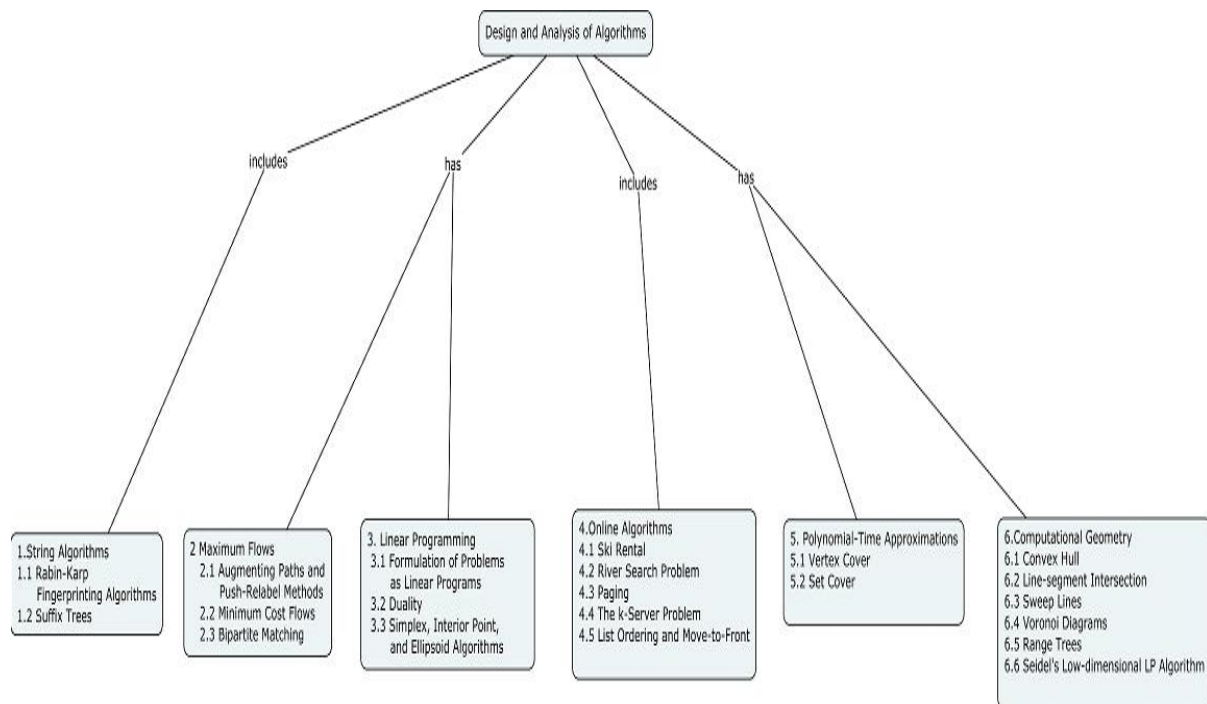 Design and Analysis of Algorithms
includes
has
includes
has
1.String Algorithms
1.1 Rabin-Karp
Fingerprinting Algorithms
1.2 Suffix Trees
2 Maximum Flows
2.1 Augmenting Paths and
Push-Relabel Methods
2.2 Minimum Cost Flows
2.3 Bipartite Matching
3. Linear Programming
3.1 Formulation of Problems
as Linear Programs
3.2 Duality
3.3 Simplex, Interior Point,
and Ellipsoid Algorithms
4.Online Algorithms
4.1 Ski Rental
4.2 River Search Problem
4.3 Paging
4.4 The k-Server Problem
4.5 List Ordering and Move-to-Front
5. Polynomial-Time Approximations
5.1 Vertex Cover
5.2 Set Cover
6.Computational Geometry
6.1 Convex Hull
6.2 Line-segment Intersection
6.3 Sweep Lines
6.4 Voronoi Diagrams
6.5 Range Trees
6.6 Seidel's Low-dimensional LP Algorithm